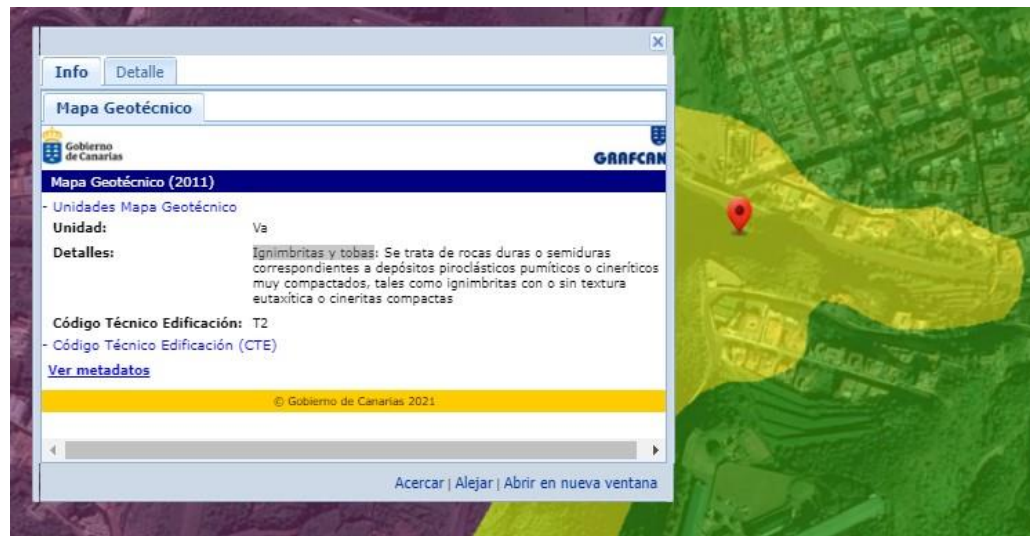 Info Detalle
Mapa Geotécnico
Gobierno
de Canarias
GRAFCAN
Mapa Geotécnico (2011)
- Unidades Mapa Geotécnico
Unidad: Va
Detalles: Ignimbritas y tobas: Se trata de rocas duras o semiduras
correspondientes a depósitos piroclásticos pumíticos o cineríticos
muy compactados, tales como ignimbritas con o sin textura
eutaxítica o cineritas compactas
Código Técnico Edificación: T2
- Código Técnico Edificación (CTE)
Ver metadatos
© Gobierno de Canarias 2021
Acercar | Alejar | Abrir en nueva ventana